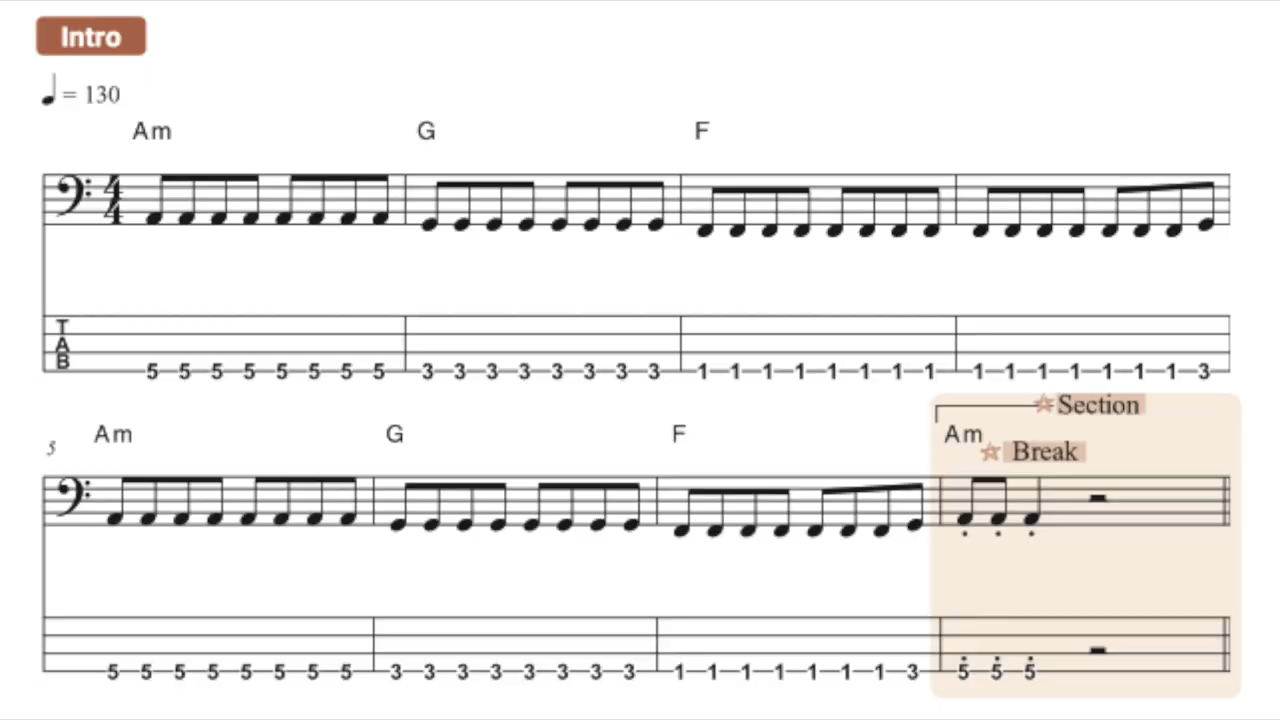 Intro
= 130
Am G F
4
4
T
A
B
5 5 5 5 5 5 5 5 3 3 3 3 3 3 3 3 1 1 1 1 1 1 1 1 1 1 1 1 1 1 1 3
Section
5 Am G F Am
Break
5 5 5 5 5 5 5 5 3 3 3 3 3 3 3 3 1 1 1 1 1 1 1 3 5 5 5